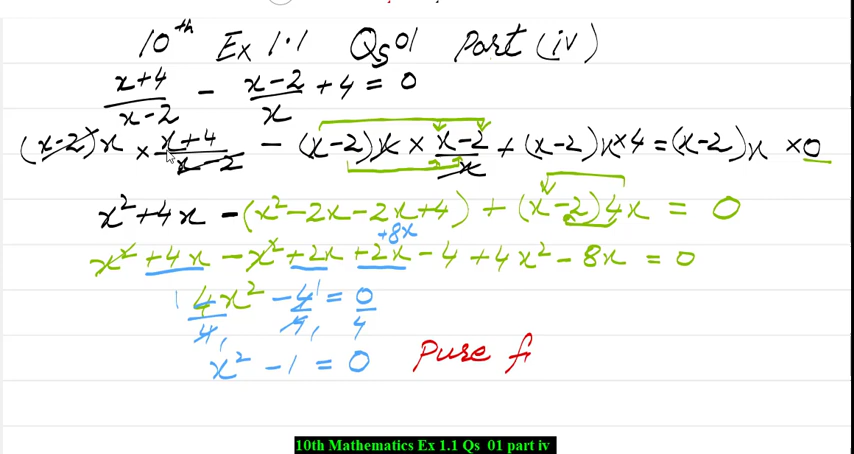 10th Ex 1.1 Qs 01 Part (iv)
x+4/x-2 - x-2/x + 4 = 0
(x-2)x × x+4/x-2 - (x-2)x × x-2/x + (x-2)x×4 = (x-2)x × 0
x² + 4x - (x² - 2x - 2x + 4) + (x - 2) 4x = 0
+8x
x² + 4x - x² + 2x + 2x - 4 + 4x² - 8x = 0
4x²/4 - 4/4 = 0/4
x² - 1 = 0 Pure f
10th Mathematics Ex 1.1 Qs 01 part iv